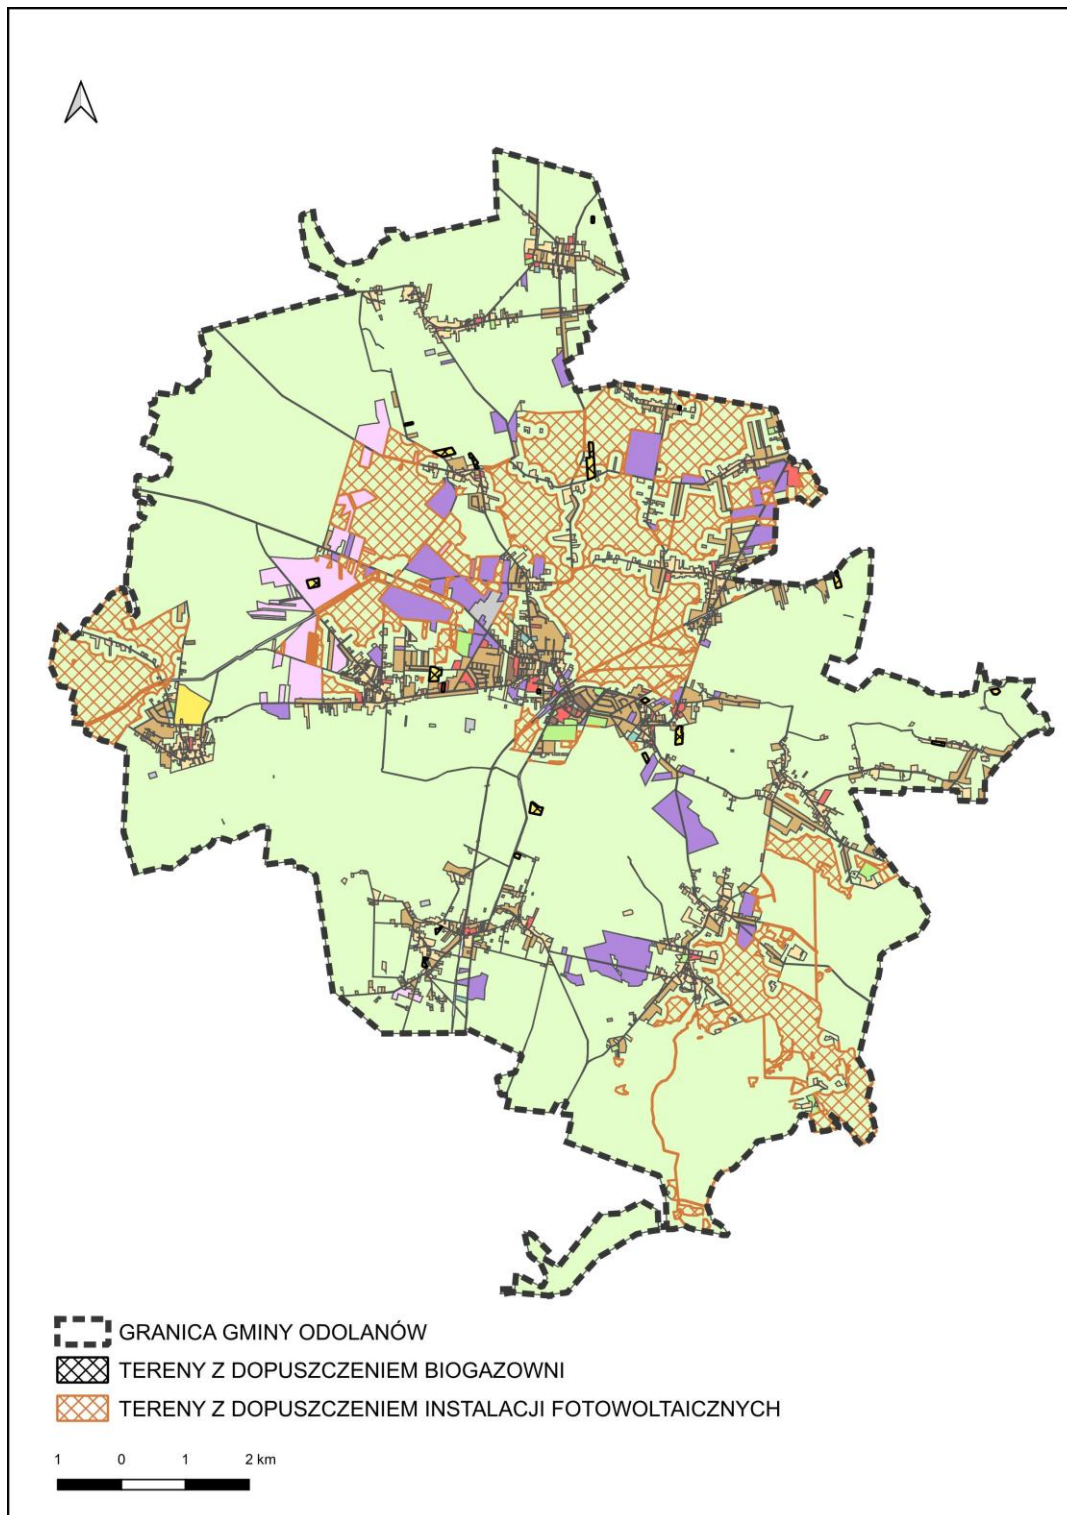 GRANICA GMINY ODOLANÓW
TERENY Z DOPUSZCZENIEM BIOGAZOWNI
TERENY Z DOPUSZCZENIEM INSTALACJI FOTOWOLTAICZNYCH
1 0 1 2 km